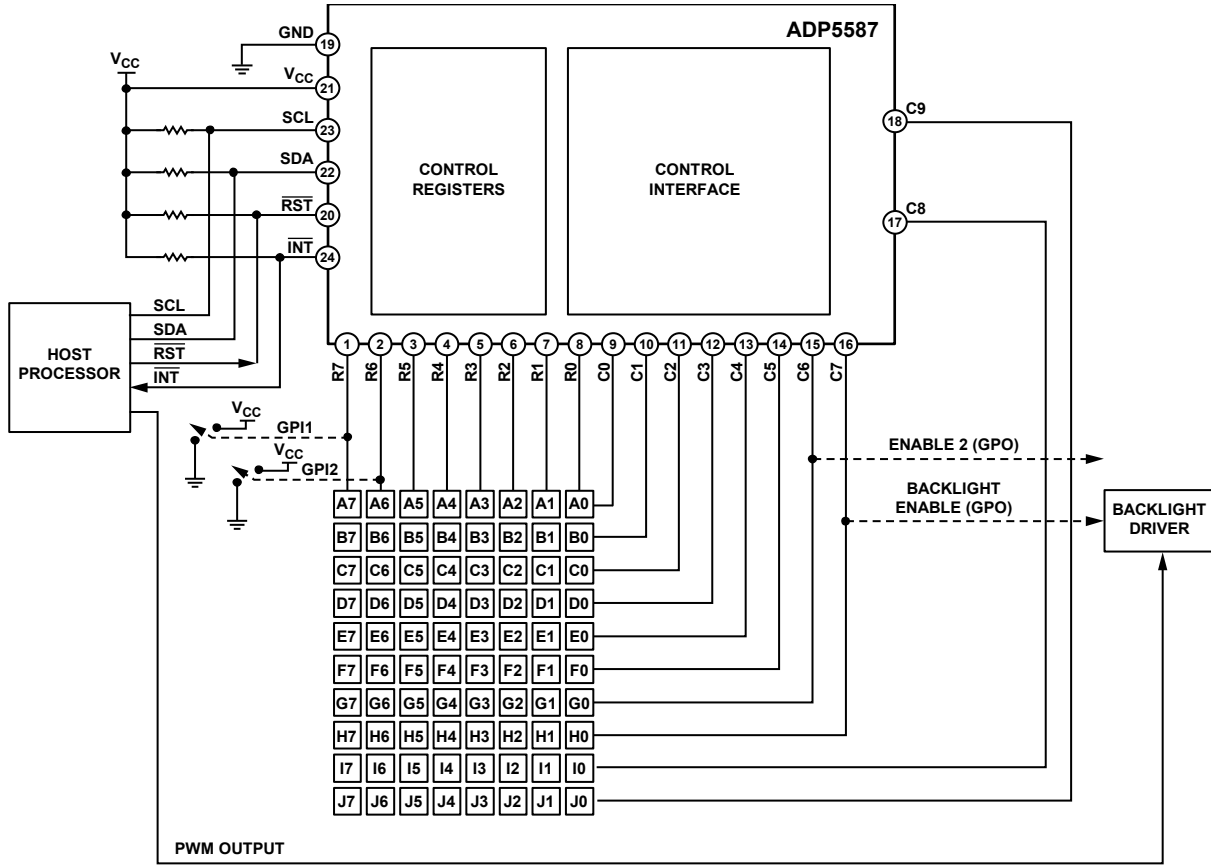 ADP5587
GND
19
VCC
VCC
21
SCL
23
SDA
22
RST
20
INT
24
CONTROL
REGISTERS
CONTROL
INTERFACE
C9
18
C8
17
HOST
PROCESSOR
SCL
SDA
RST
INT
1 2 3 4 5 6 7 8 9 10 11 12 13 14 15 16
R7 R6 R5 R4 R3 R2 R1 R0 C0 C1 C2 C3 C4 C5 C6 C7
VCC
GPI1
VCC
GPI2
ENABLE 2 (GPO)
BACKLIGHT
ENABLE (GPO)
BACKLIGHT
DRIVER
A7 A6 A5 A4 A3 A2 A1 A0
B7 B6 B5 B4 B3 B2 B1 B0
C7 C6 C5 C4 C3 C2 C1 C0
D7 D6 D5 D4 D3 D2 D1 D0
E7 E6 E5 E4 E3 E2 E1 E0
F7 F6 F5 F4 F3 F2 F1 F0
G7 G6 G5 G4 G3 G2 G1 G0
H7 H6 H5 H4 H3 H2 H1 H0
I7 I6 I5 I4 I3 I2 I1 I0
J7 J6 J5 J4 J3 J2 J1 J0
PWM OUTPUT